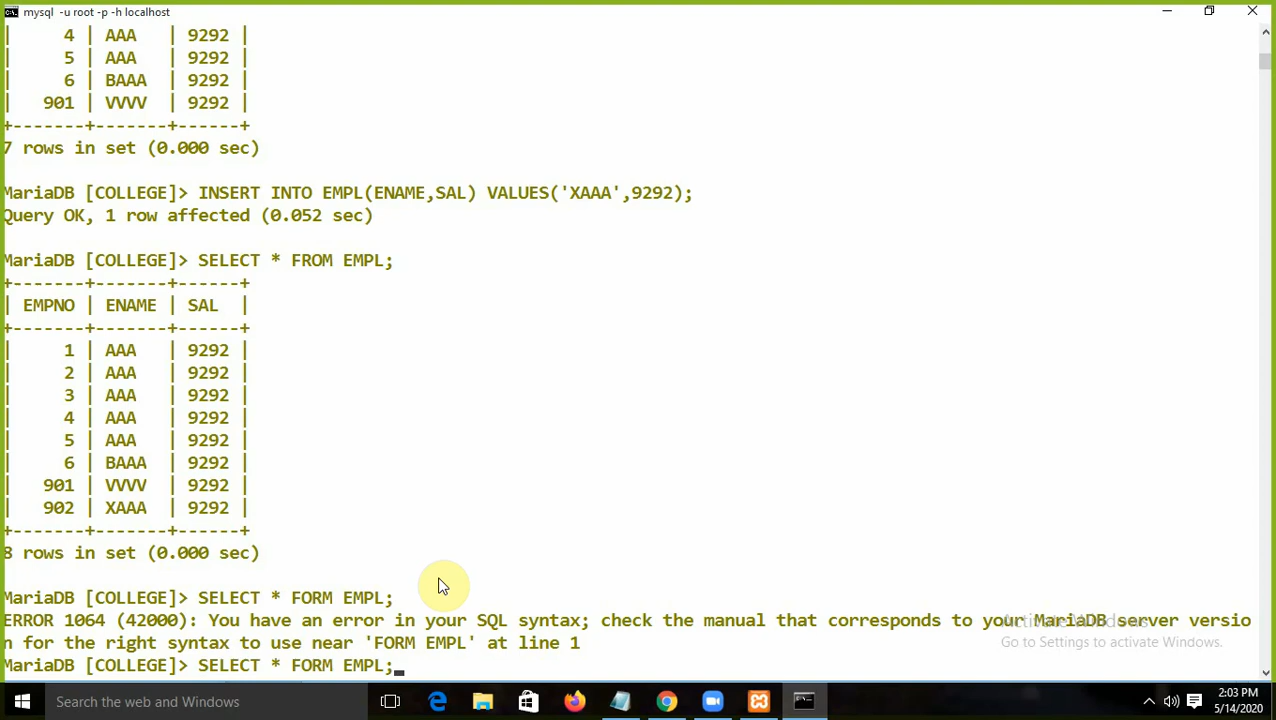 mysql -u root -p -h localhost
|     4 | AAA   | 9292 |
|     5 | AAA   | 9292 |
|     6 | BAAA  | 9292 |
|   901 | VVVV  | 9292 |
+-------+-------+------+
7 rows in set (0.000 sec)
MariaDB [COLLEGE]> INSERT INTO EMPL(ENAME,SAL) VALUES('XAAA',9292);
Query OK, 1 row affected (0.052 sec)
MariaDB [COLLEGE]> SELECT * FROM EMPL;
+-------+-------+------+
| EMPNO | ENAME | SAL  |
+-------+-------+------+
|     1 | AAA   | 9292 |
|     2 | AAA   | 9292 |
|     3 | AAA   | 9292 |
|     4 | AAA   | 9292 |
|     5 | AAA   | 9292 |
|     6 | BAAA  | 9292 |
|   901 | VVVV  | 9292 |
|   902 | XAAA  | 9292 |
+-------+-------+------+
8 rows in set (0.000 sec)
MariaDB [COLLEGE]> SELECT * FORM EMPL;
ERROR 1064 (42000): You have an error in your SQL syntax; check the manual that corresponds to your MariaDB server versio
n for the right syntax to use near 'FORM EMPL' at line 1
MariaDB [COLLEGE]> SELECT * FORM EMPL;
Activate Windows
Go to Settings to activate Windows.
Search the web and Windows
2:03 PM
5/14/2020